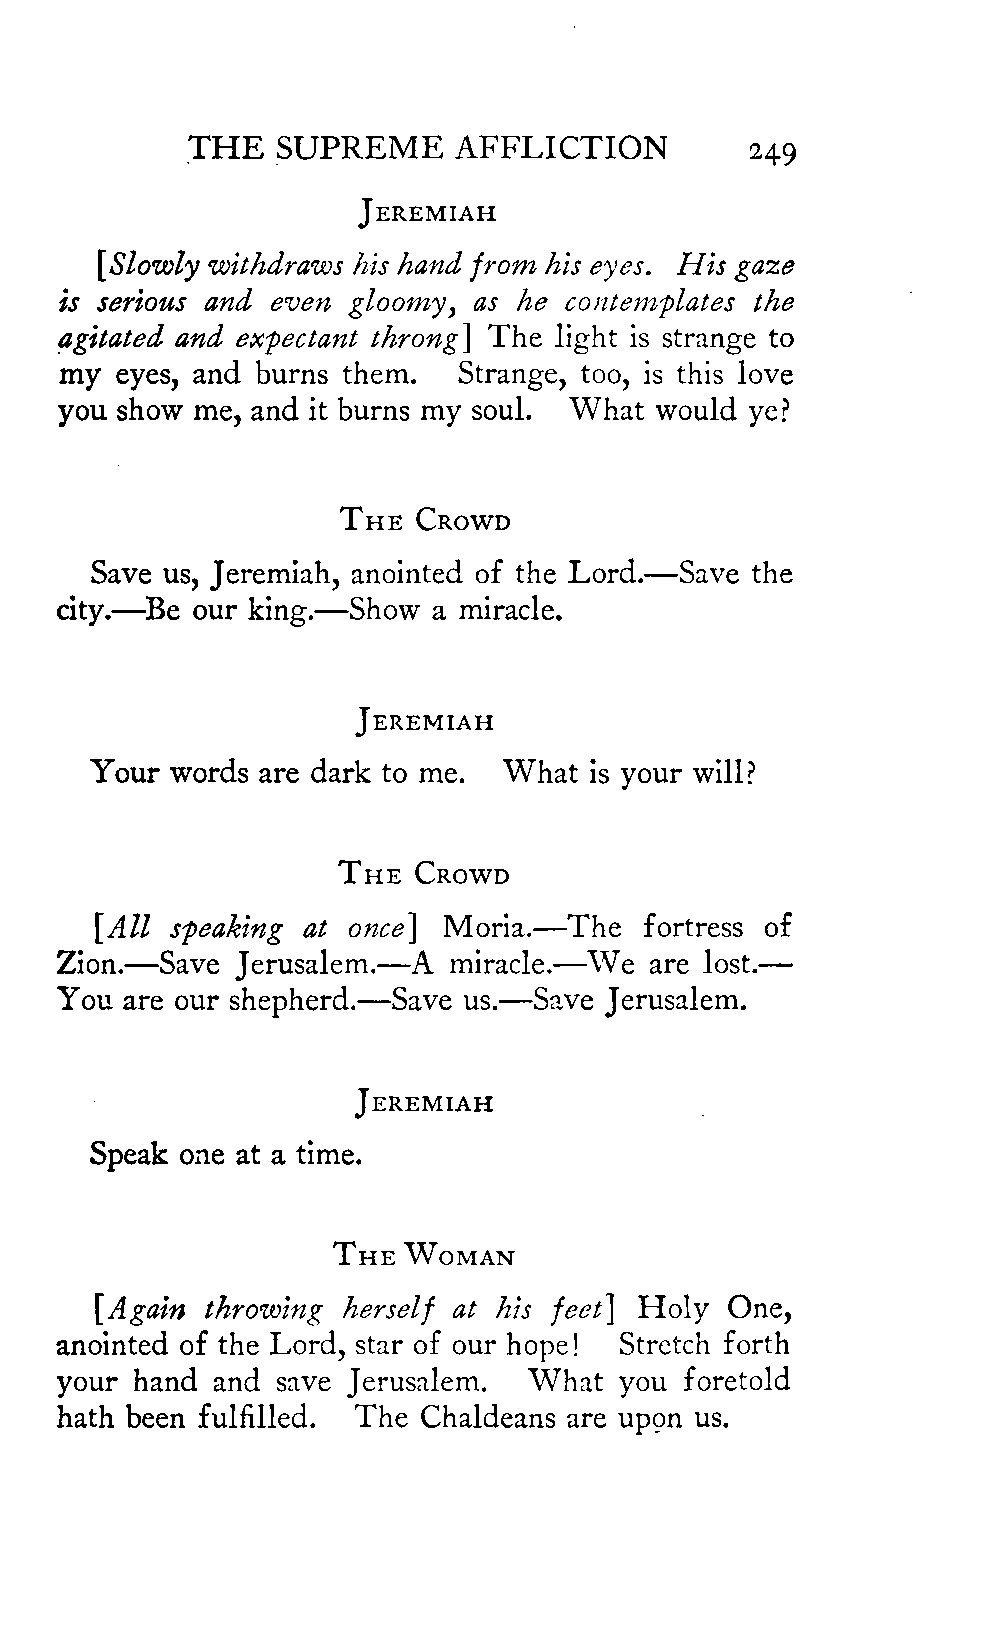 THE SUPREME AFFLICTION 249
JEREMIAH
[Slowly withdraws his hand from his eyes. His gaze
is serious and even gloomy, as he contemplates the
agitated and expectant throng] The light is strange to
my eyes, and burns them. Strange, too, is this love
you show me, and it burns my soul. What would ye?
THE CROWD
Save us, Jeremiah, anointed of the Lord.—Save the
city.—Be our king.—Show a miracle.
JEREMIAH
Your words are dark to me. What is your will?
THE CROWD
[All speaking at once] Moria.—The fortress of
Zion.—Save Jerusalem.—A miracle.—We are lost.—
You are our shepherd.—Save us.—Save Jerusalem.
JEREMIAH
Speak one at a time.
THE WOMAN
[Again throwing herself at his feet] Holy One,
anointed of the Lord, star of our hope! Stretch forth
your hand and save Jerusalem. What you foretold
hath been fulfilled. The Chaldeans are upon us.